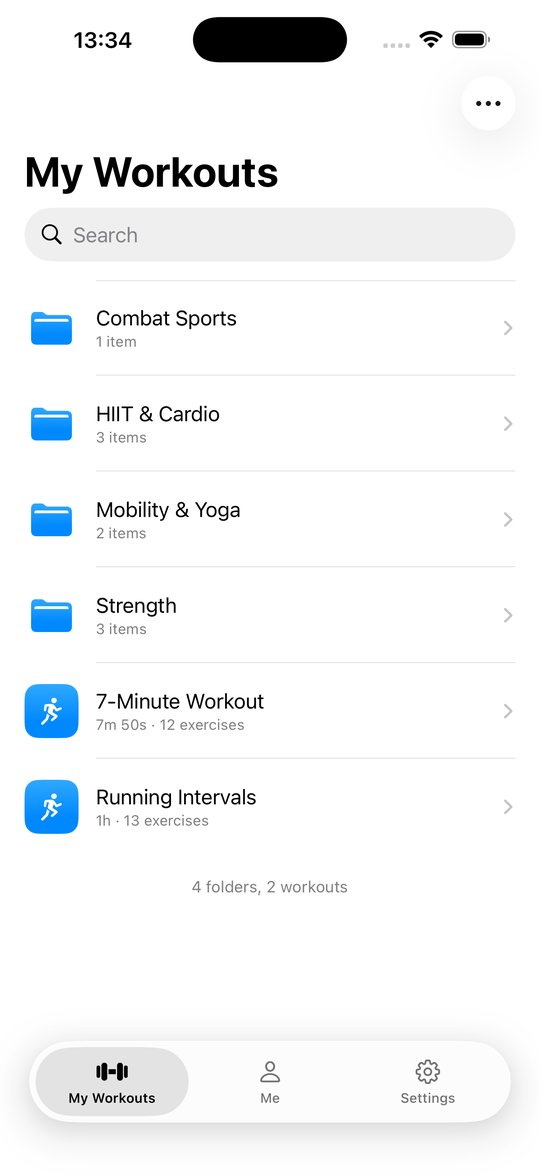 13:34
My Workouts
Search
Combat Sports
1 item
HIIT & Cardio
3 items
Mobility & Yoga
2 items
Strength
3 items
7-Minute Workout
7m 50s · 12 exercises
Running Intervals
1h · 13 exercises
4 folders, 2 workouts
My Workouts
Me
Settings